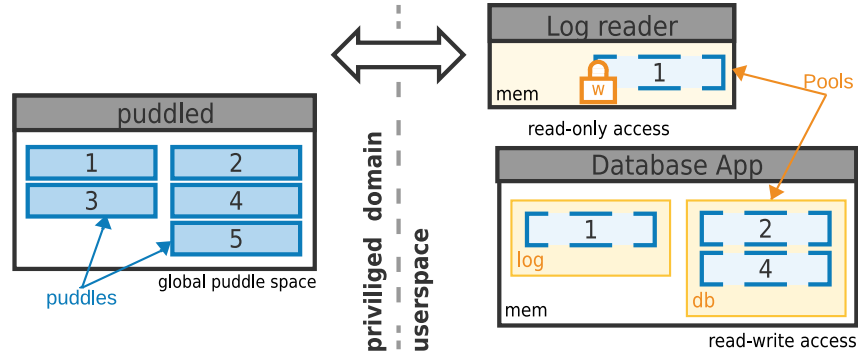 puddled
1
2
3
4
5
puddles
global puddle space
priviliged domain
userspace
Log reader
1
w
mem
read-only access
Pools
Database App
1
log
2
4
db
mem
read-write access